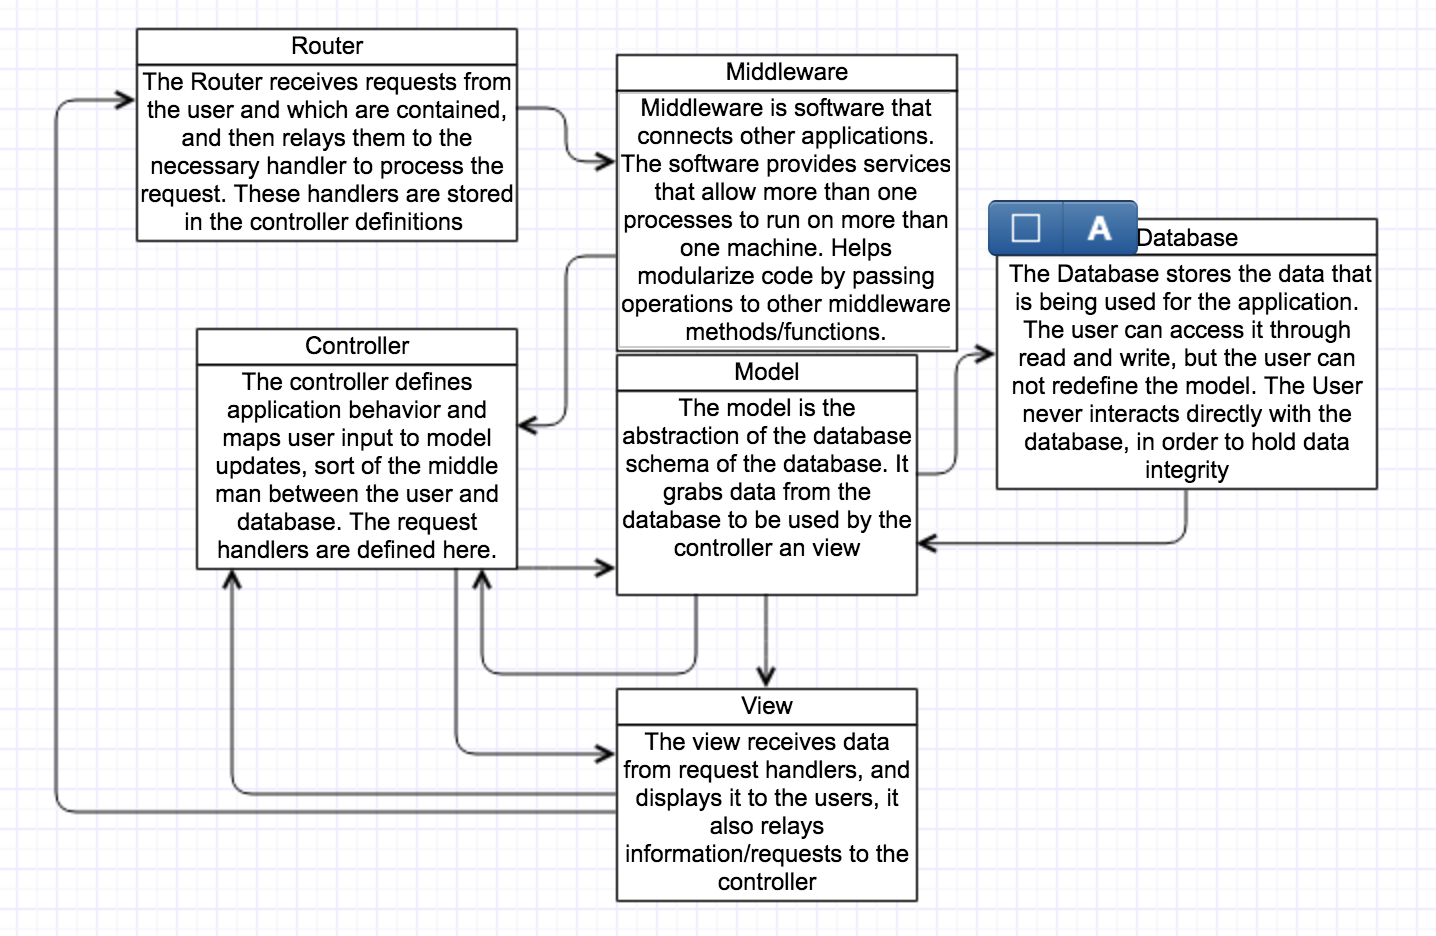 Router
The Router receives requests from
the user and which are contained,
and then relays them to the
necessary handler to process the
request. These handlers are stored
in the controller definitions
Middleware
Middleware is software that
connects other applications.
The software provides services
that allow more than one
processes to run on more than
one machine. Helps
modularize code by passing
operations to other middleware
methods/functions.
A
Database
The Database stores the data that
is being used for the application.
The user can access it through
read and write, but the user can
not redefine the model. The User
never interacts directly with the
database, in order to hold data
integrity
Controller
The controller defines
application behavior and
maps user input to model
updates, sort of the middle
man between the user and
database. The request
handlers are defined here.
Model
The model is the
abstraction of the database
schema of the database. It
grabs data from the
database to be used by the
controller an view
View
The view receives data
from request handlers, and
displays it to the users, it
also relays
information/requests to the
controller